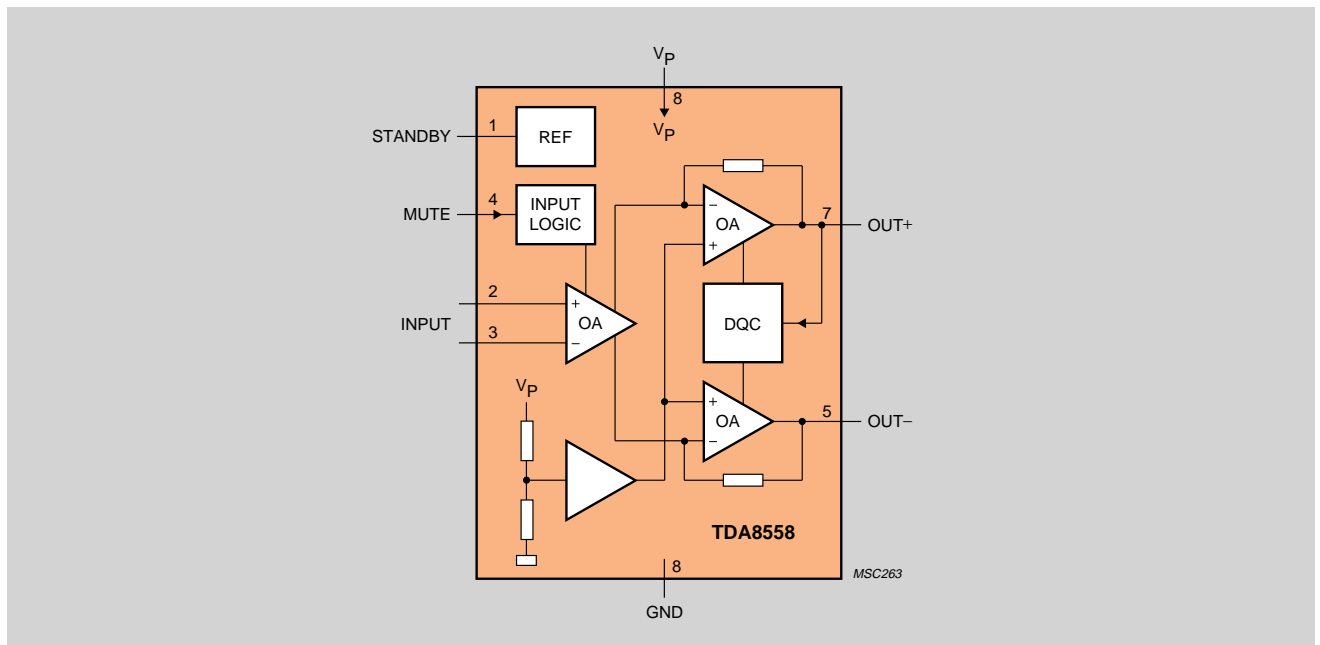 VP
8
VP
STANDBY
1
REF
MUTE
4
INPUT
LOGIC
−
OA
+
7
OUT+
2
INPUT
3
+
OA
−
DQC
VP
+
OA
−
5
OUT−
TDA8558
8
GND
MSC263